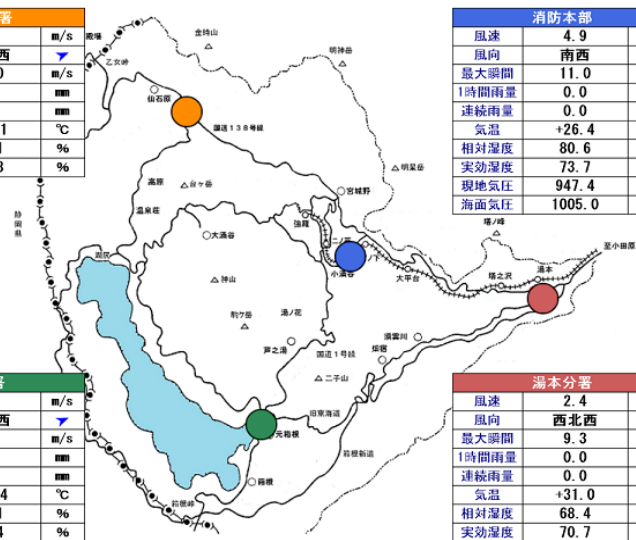 署
m/s
西
0
m/s
mm
mm
1
℃
%
3
%
消防本部
風速
4.9
風向
南西
最大瞬間
11.0
1時間雨量
0.0
連続雨量
0.0
気温
+26.4
相対湿度
80.6
実効湿度
73.7
現地気圧
947.4
海面気圧
1005.0
金時山
明神岳
乙女峠
仙石原
国道138号線
明星岳
宮城野
台ヶ岳
温泉荘
強羅
塔ノ峰
静岡県
大涌谷
至小田原
湖尻
小涌谷
大平台
塔之沢
湯本
神山
駒ケ岳
湯ノ花
芦之湯
国道1号線
須雲川
畑宿
二子山
旧東海道
元箱根
箱根新道
箱根
箱根峠
署
m/s
西
m/s
mm
mm
4
℃
%
4
%
湯本分署
風速
2.4
風向
西北西
最大瞬間
9.3
1時間雨量
0.0
連続雨量
0.0
気温
+31.0
相対湿度
68.4
実効湿度
70.7